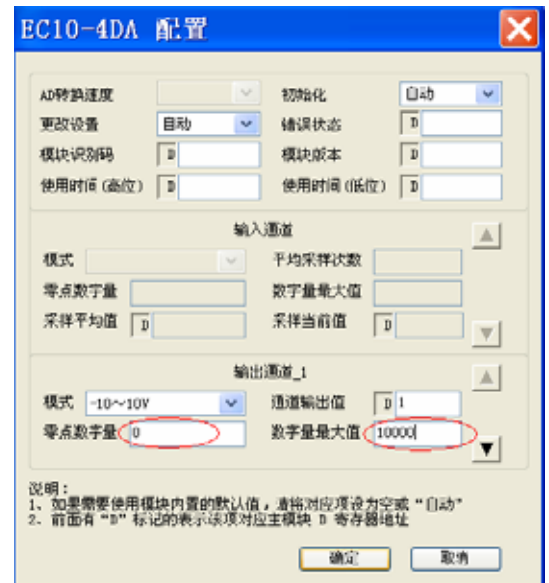 EC10-4DA 配置
AD转换速度 初始化 自动
更改设置 自动 错误状态 D
模块识别码 D 模块版本 D
使用时间(高位) D 使用时间(低位) D
输入通道
模式 平均采样次数
零点数字量 数字量最大值
采样平均值 D 采样当前值 D
输出通道_1
模式 -10～10V 通道输出值 D 1
零点数字量 0 数字量最大值 10000
说明：
1、如果需要使用模块内置的默认值，请将对应项设为空或“自动”
2、前面有“D”标记的表示该项对应主模块 D 寄存器地址
确定 取消